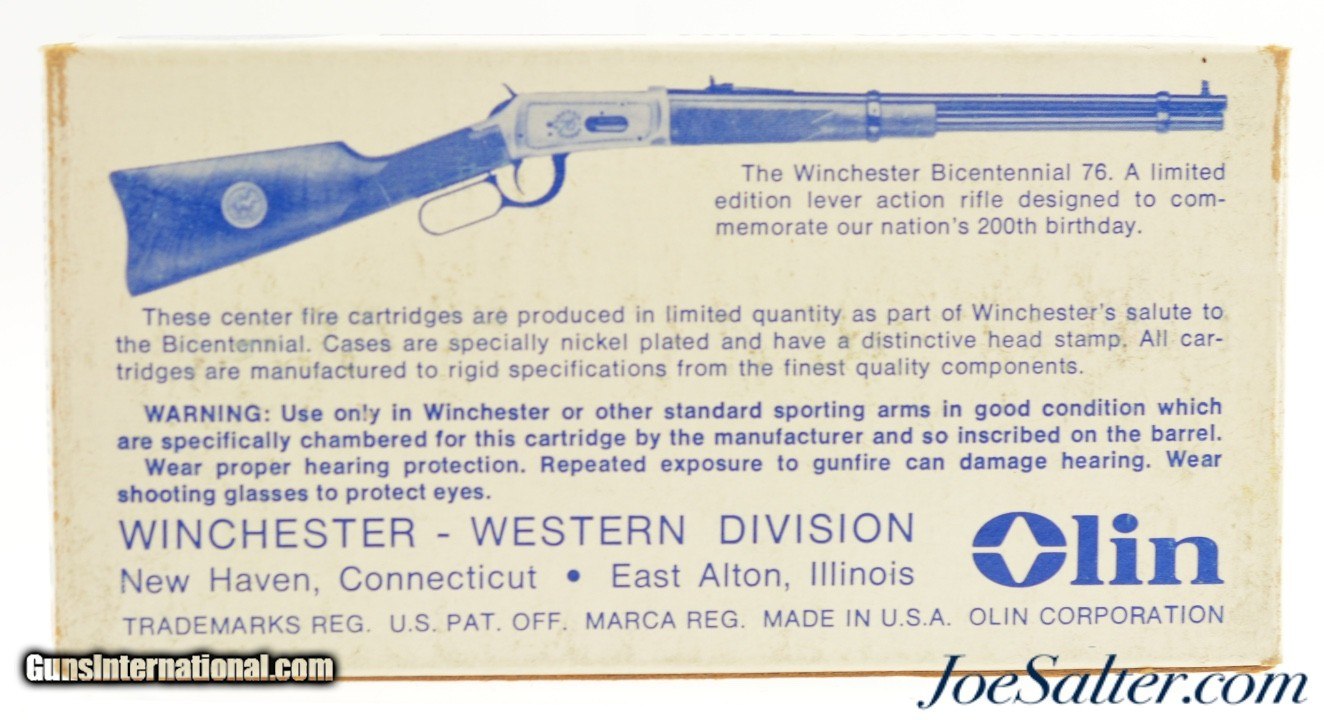 The Winchester Bicentennial 76. A limited
edition lever action rifle designed to com-
memorate our nation's 200th birthday.
These center fire cartridges are produced in limited quantity as part of Winchester's salute to
the Bicentennial. Cases are specially nickel plated and have a distinctive head stamp. All car-
tridges are manufactured to rigid specifications from the finest quality components.
WARNING: Use only in Winchester or other standard sporting arms in good condition which
are specifically chambered for this cartridge by the manufacturer and so inscribed on the barrel.
Wear proper hearing protection. Repeated exposure to gunfire can damage hearing. Wear
shooting glasses to protect eyes.
WINCHESTER - WESTERN DIVISION
New Haven, Connecticut • East Alton, Illinois
Olin
TRADEMARKS REG. U.S. PAT. OFF. MARCA REG. MADE IN U.S.A. OLIN CORPORATION
GunsInternational.com
JoeSalter.com